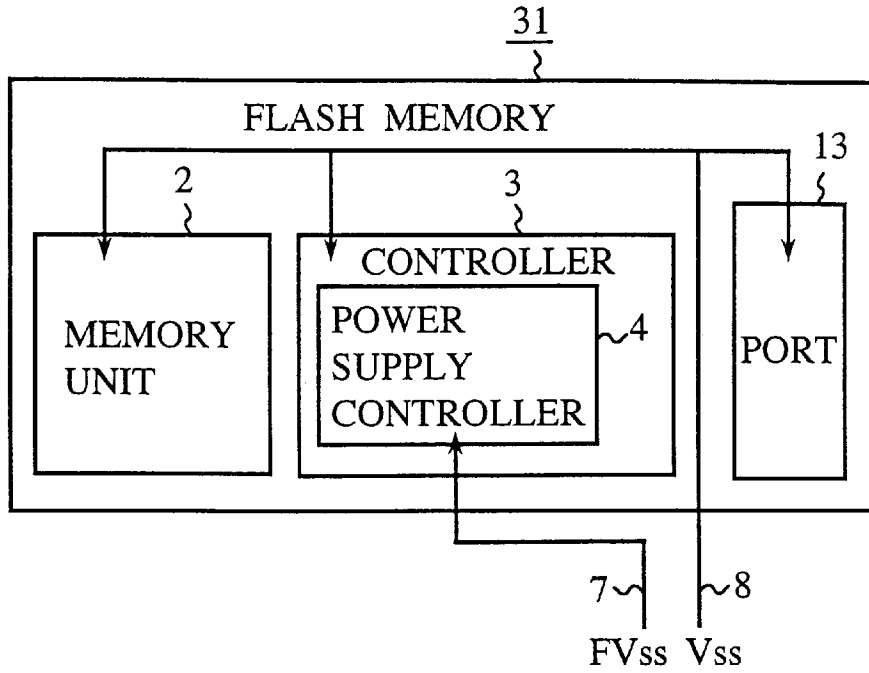 31
FLASH MEMORY
13
2
3
CONTROLLER
MEMORY
UNIT
POWER
SUPPLY
CONTROLLER
4
PORT
7
8
FVss Vss